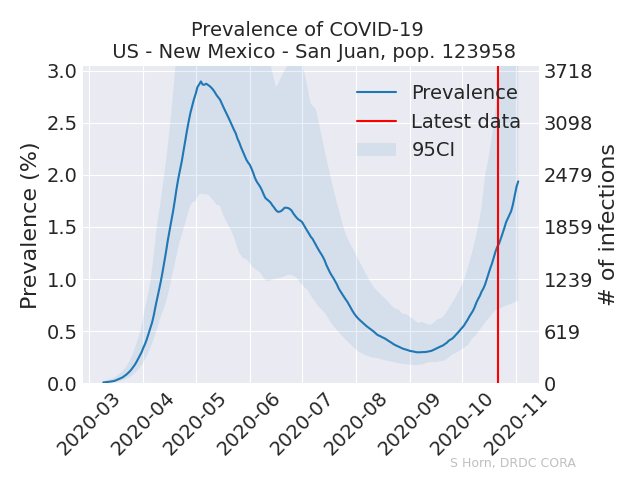 Prevalence of COVID-19
US - New Mexico - San Juan, pop. 123958
Prevalence (%)
3.0
2.5
2.0
1.5
1.0
0.5
0.0
Prevalence
Latest data
95CI
3718
3098
2479
1859
1239
619
0
# of infections
2020-03
2020-04
2020-05
2020-06
2020-07
2020-08
2020-09
2020-10
2020-11
S Horn, DRDC CORA